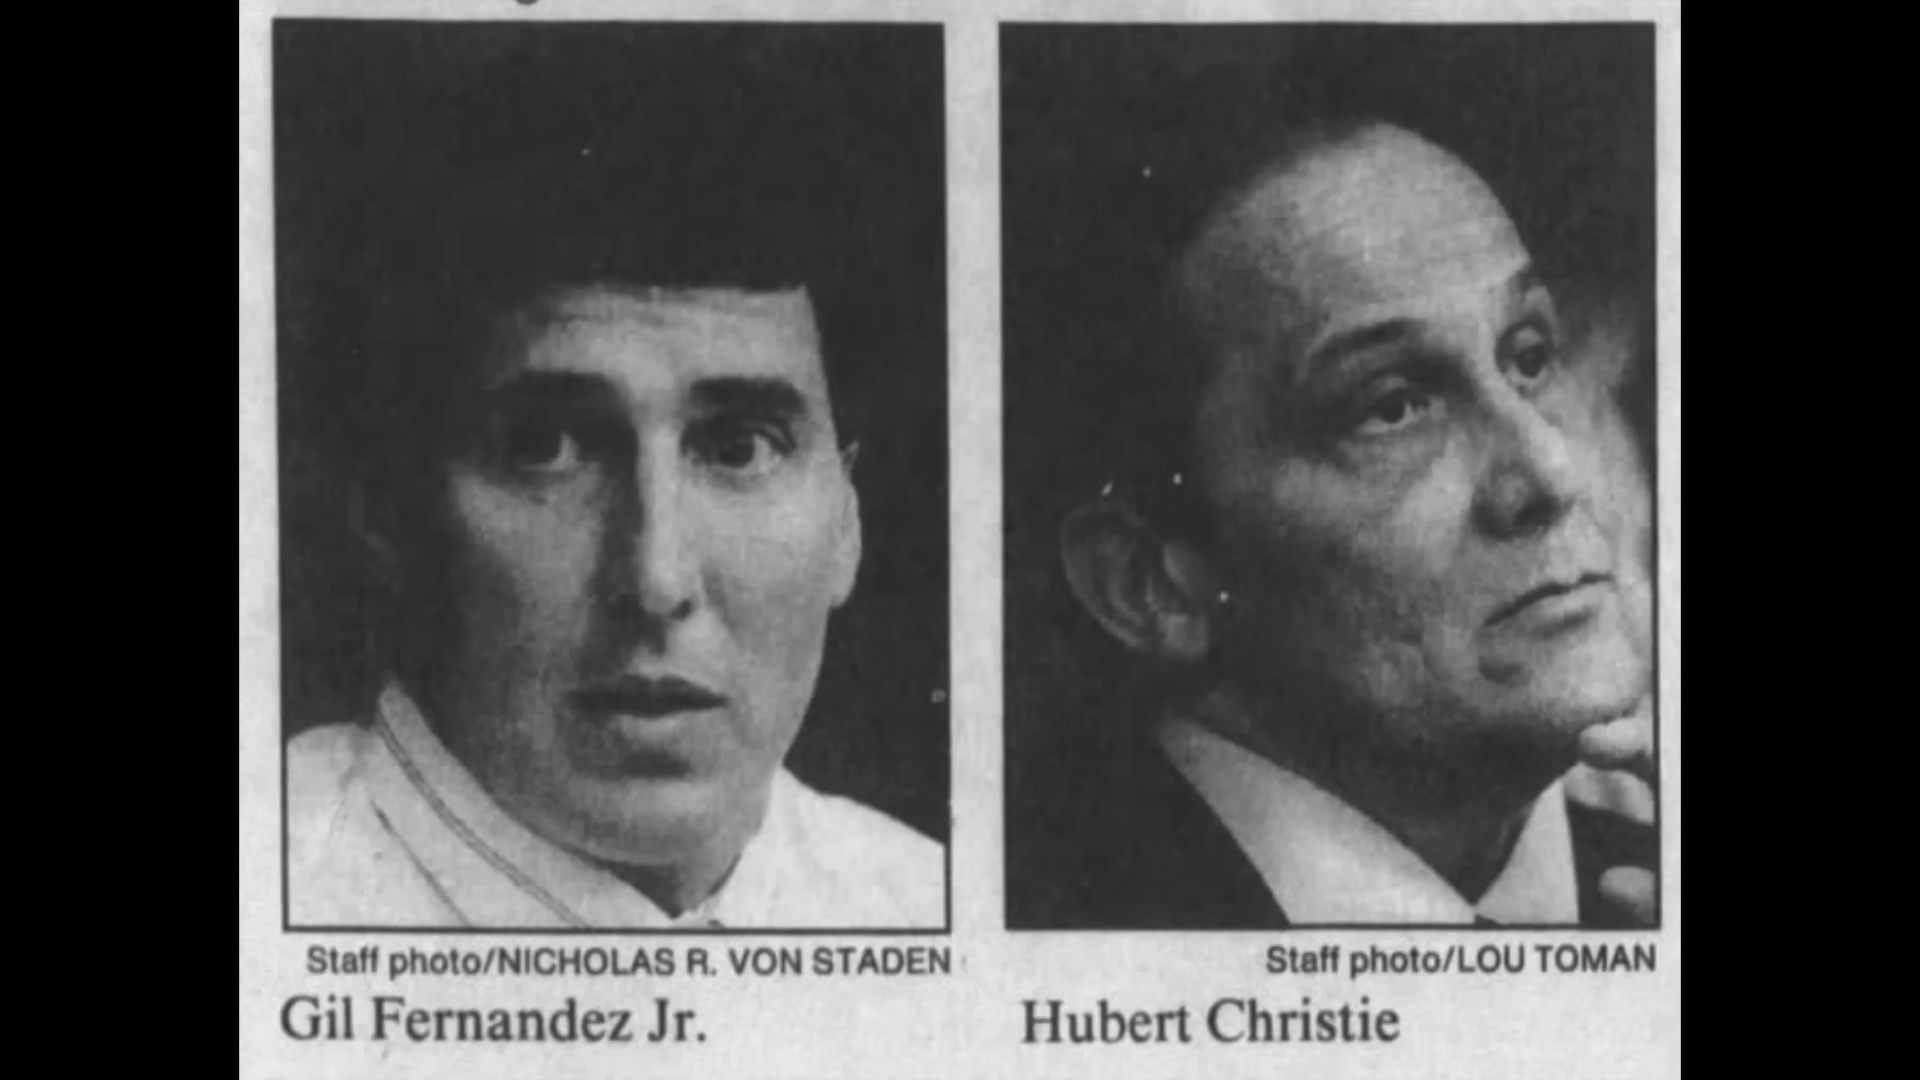 Staff photo/NICHOLAS R. VON STADEN
Gil Fernandez Jr.
Staff photo/LOU TOMAN
Hubert Christie